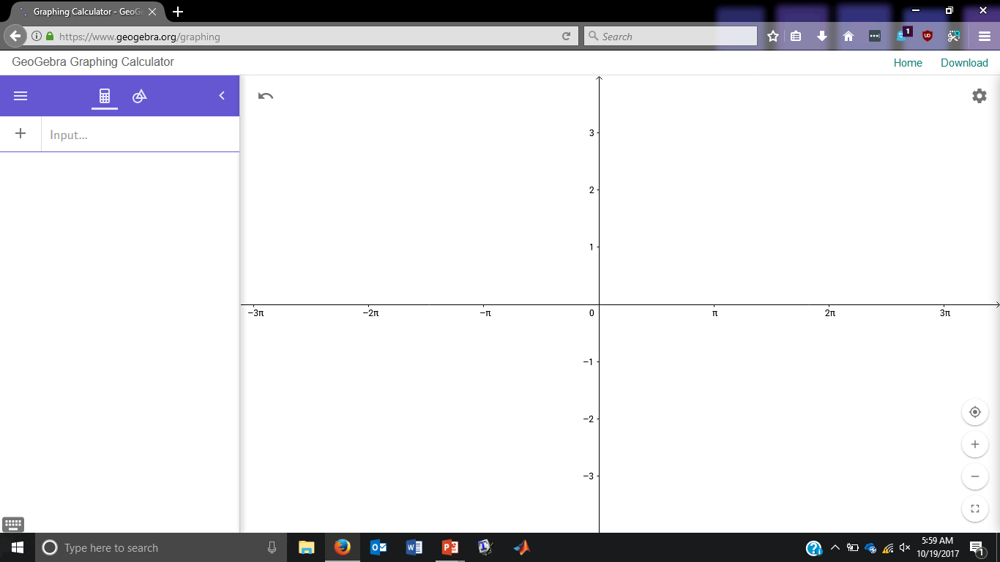 Graphing Calculator - GeoG
https://www.geogebra.org/graphing
Search
1
GeoGebra Graphing Calculator
Home
Download
Input...
3
2
1
−3π
−2π
−π
0
π
2π
3π
−1
−2
−3
Type here to search
5:59 AM
10/19/2017
1